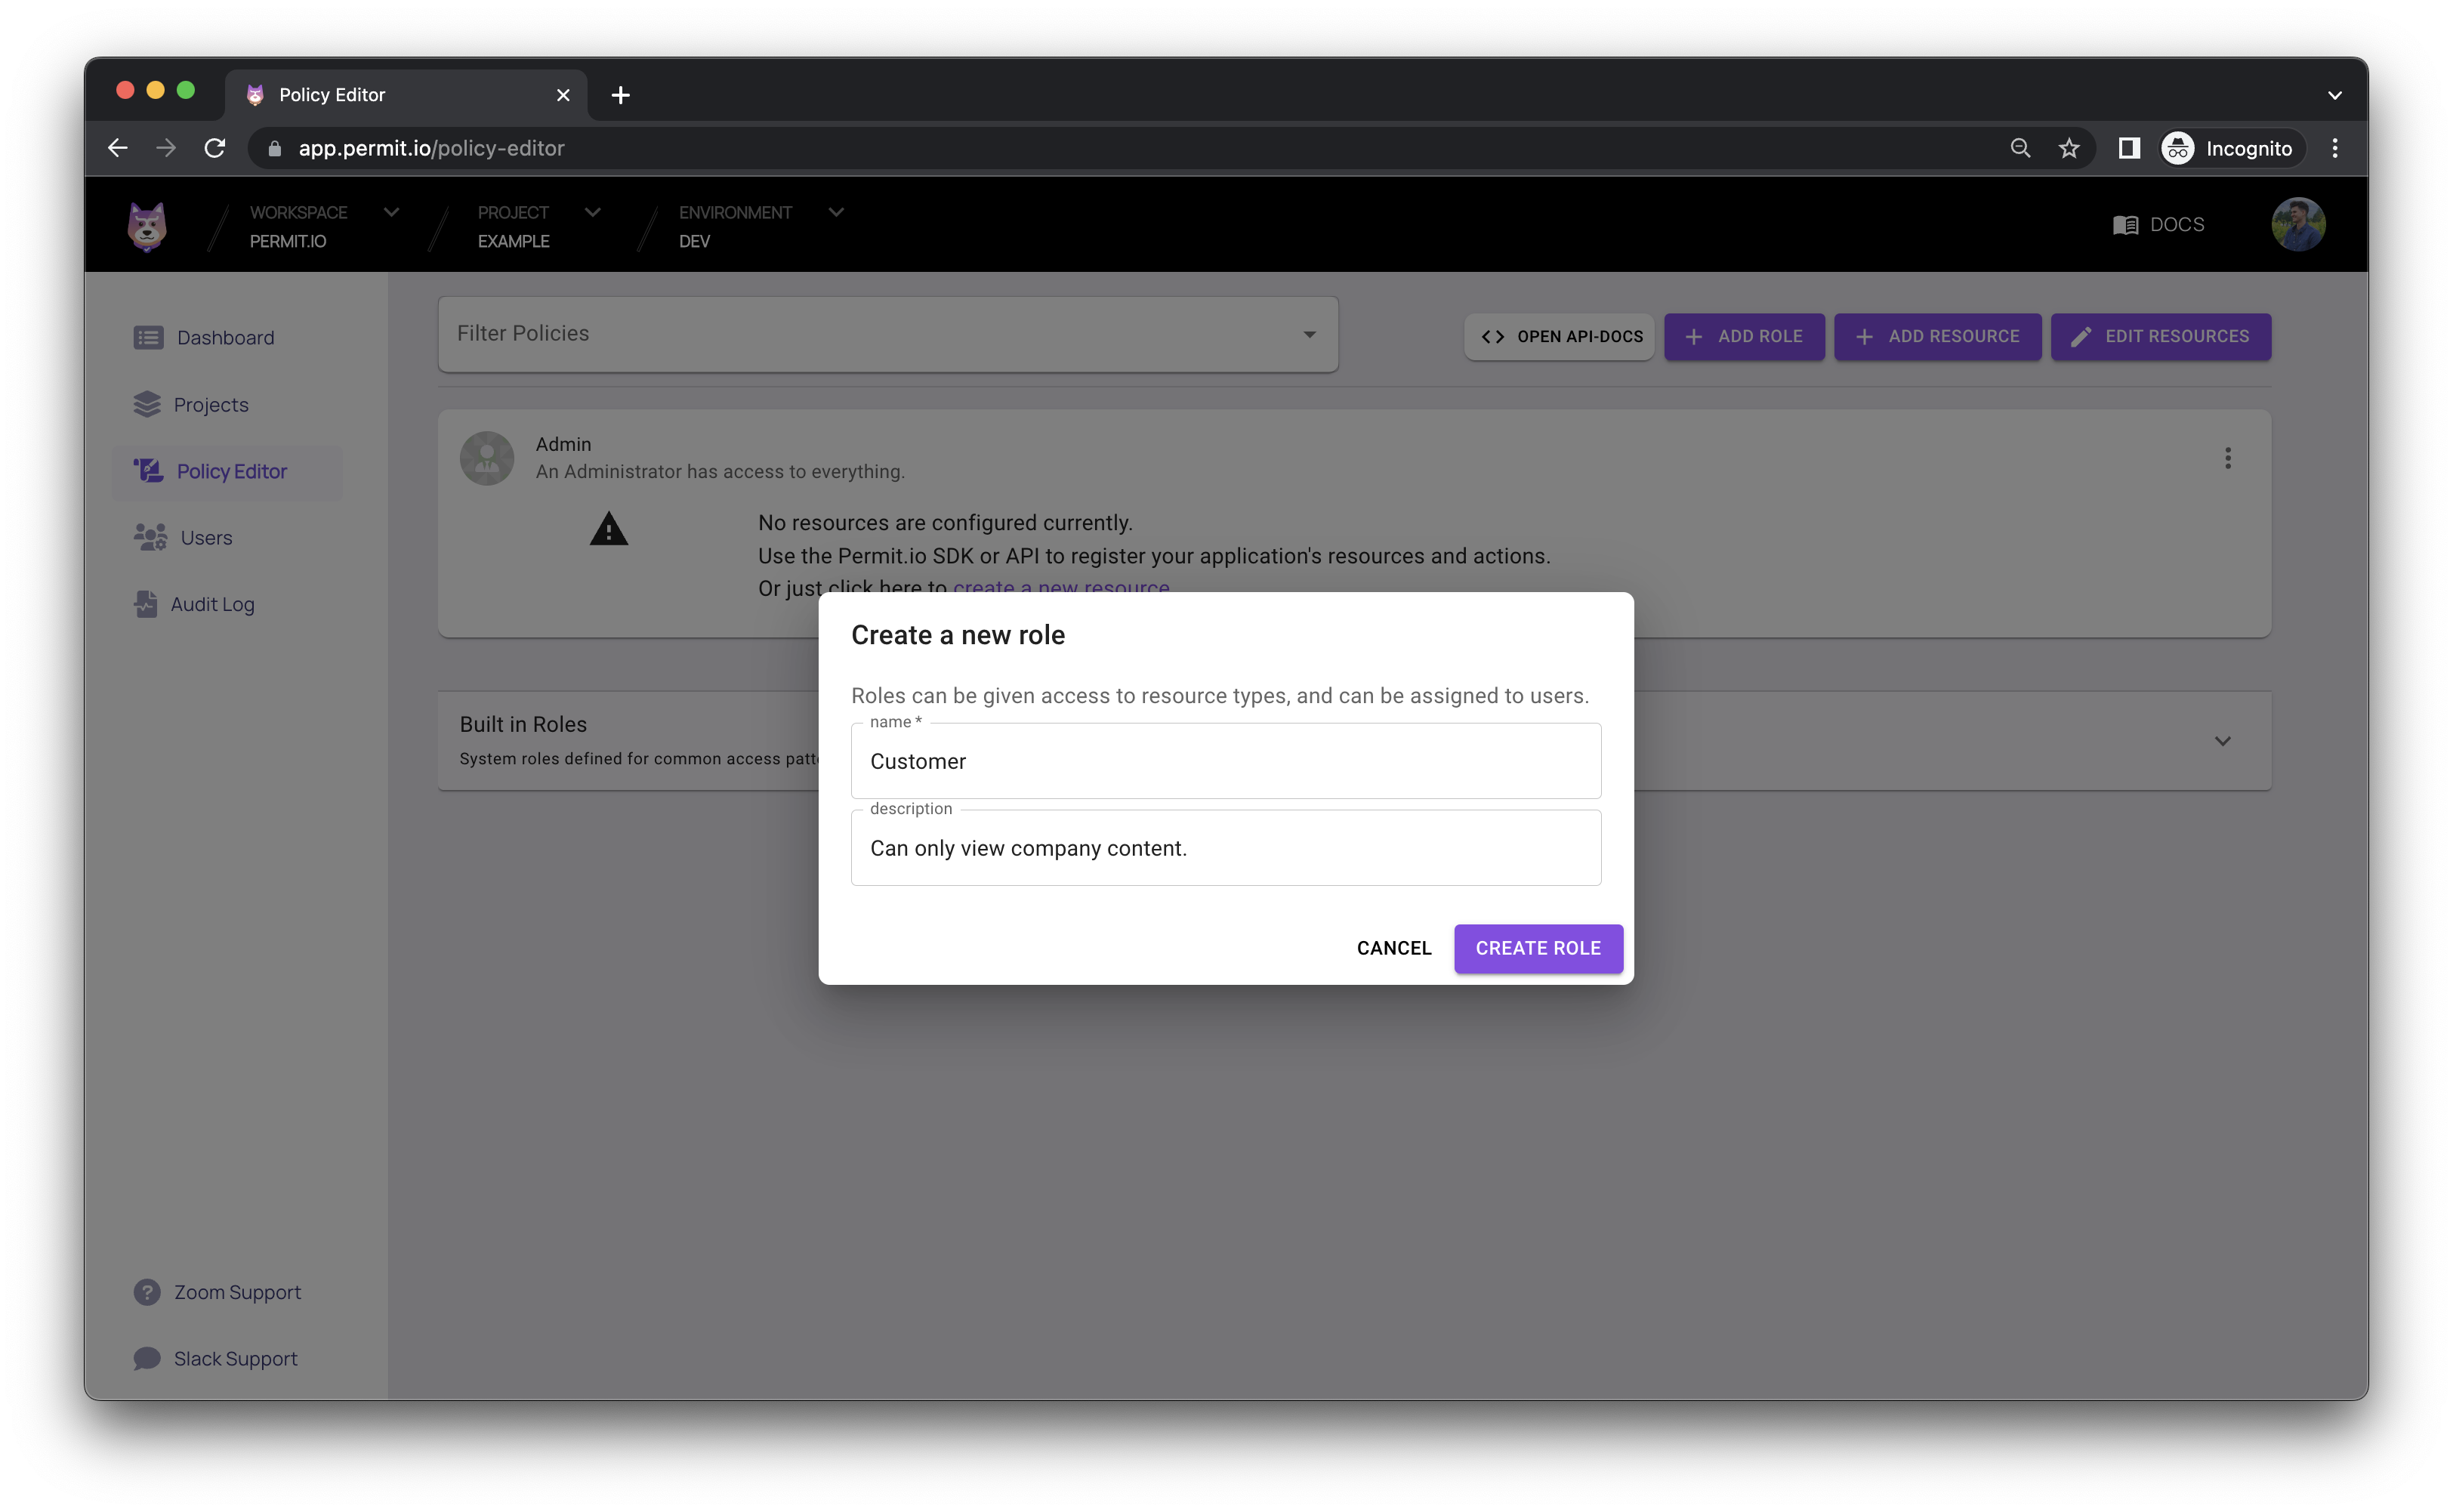 Policy Editor
app.permit.io/policy-editor
Incognito
WORKSPACE
PERMIT.IO
PROJECT
EXAMPLE
ENVIRONMENT
DEV
DOCS
Dashboard
Projects
Policy Editor
Users
Audit Log
Zoom Support
Slack Support
Filter Policies
OPEN API-DOCS
ADD ROLE
ADD RESOURCE
EDIT RESOURCES
Admin
An Administrator has access to everything.
No resources are configured currently.
Use the Permit.io SDK or API to register your application's resources and actions.
Or just click here to create a new resource
Built in Roles
System roles defined for common access patt
Create a new role
Roles can be given access to resource types, and can be assigned to users.
name *
Customer
description
Can only view company content.
CANCEL
CREATE ROLE